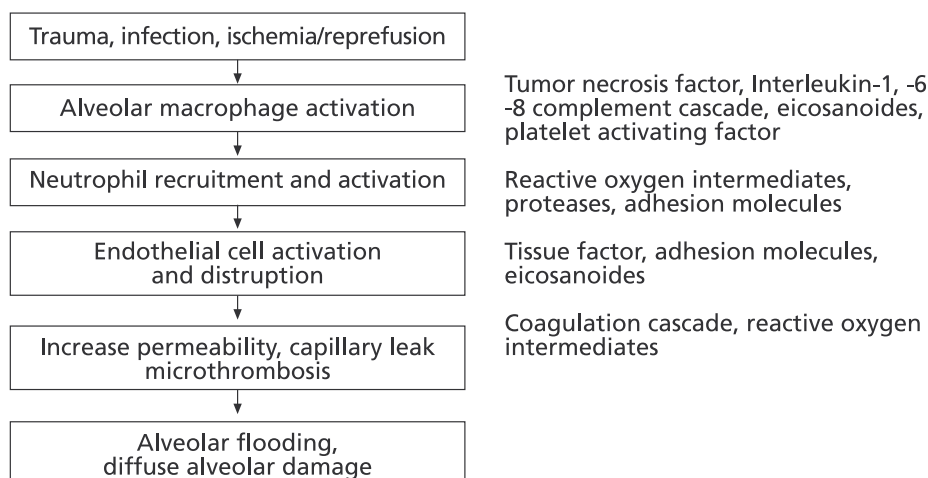 Trauma, infection, ischemia/reprefusion
Alveolar macrophage activation
Tumor necrosis factor, Interleukin-1, -6
-8 complement cascade, eicosanoides,
platelet activating factor
Neutrophil recruitment and activation
Reactive oxygen intermediates,
proteases, adhesion molecules
Endothelial cell activation
and distruption
Tissue factor, adhesion molecules,
eicosanoides
Increase permeability, capillary leak
microthrombosis
Coagulation cascade, reactive oxygen
intermediates
Alveolar flooding,
diffuse alveolar damage